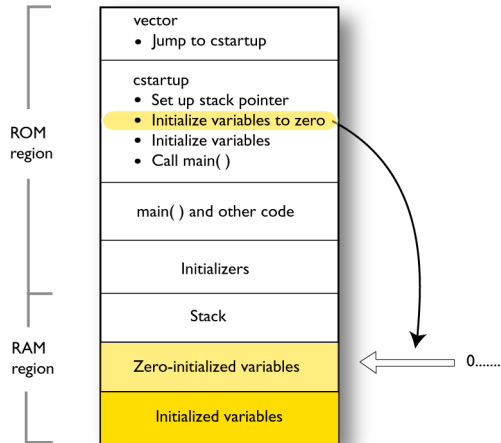 vector
• Jump to cstartup
cstartup
• Set up stack pointer
• Initialize variables to zero
• Initialize variables
• Call main( )
ROM
region
main( ) and other code
Initializers
Stack
RAM
region
Zero-initialized variables
0.......
Initialized variables